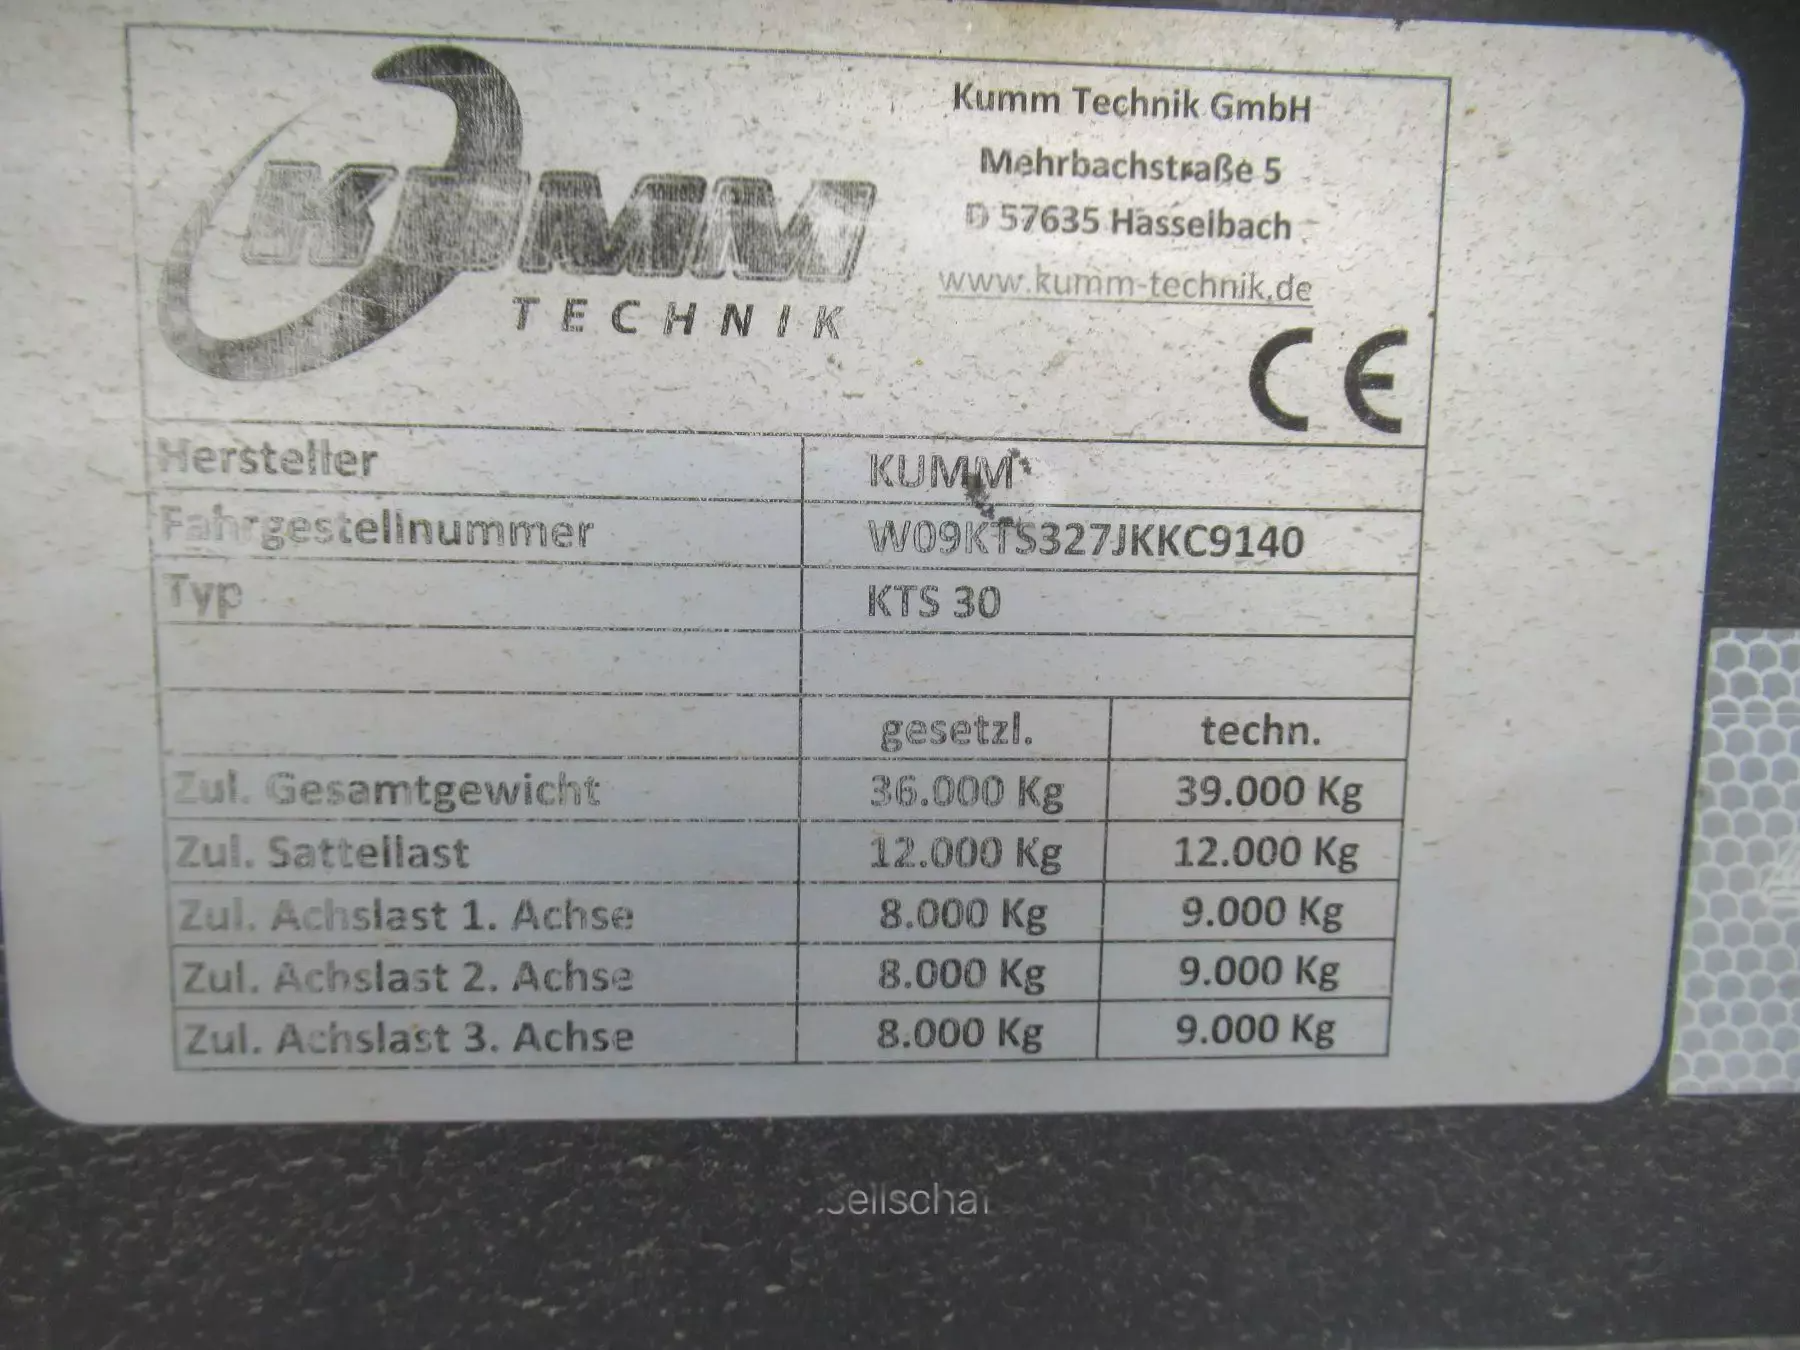 KUMM
TECHNIK
Kumm Technik GmbH
Mehrbachstraße 5
D 57635 Hasselbach
www.kumm-technik.de
CE
Hersteller KUMM
Fahrgestellnummer W09KTS327JKKC9140
Typ KTS 30
gesetzl. techn.
Zul. Gesamtgewicht 36.000 Kg 39.000 Kg
Zul. Sattellast 12.000 Kg 12.000 Kg
Zul. Achslast 1. Achse 8.000 Kg 9.000 Kg
Zul. Achslast 2. Achse 8.000 Kg 9.000 Kg
Zul. Achslast 3. Achse 8.000 Kg 9.000 Kg